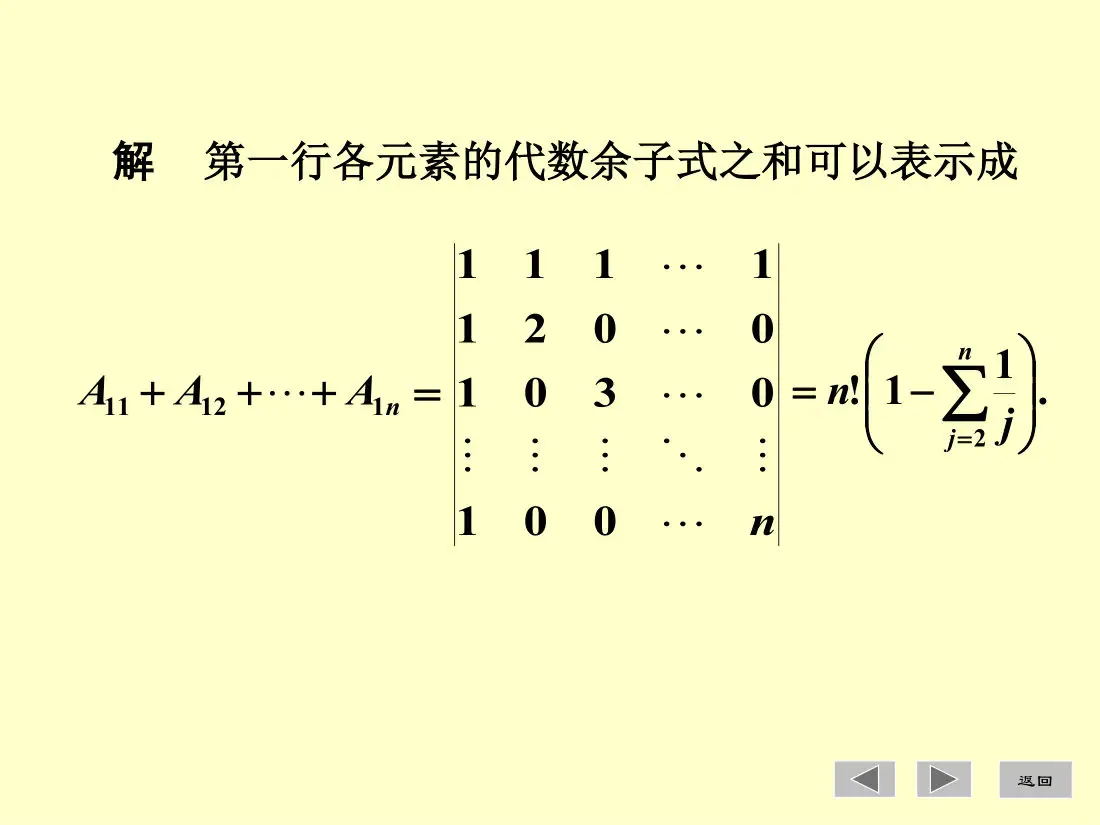 解 第一行各元素的代数余子式之和可以表示成
1 1 1 ⋯ 1
1 2 0 ⋯ 0
A₁₁ + A₁₂ + ⋯ + A₁ₙ = 1 0 3 ⋯ 0 = n! ( 1 − ∑ⁿⱼ₌₂ 1/j ).
⋮ ⋮ ⋮ ⋱ ⋮
1 0 0 ⋯ n
返回